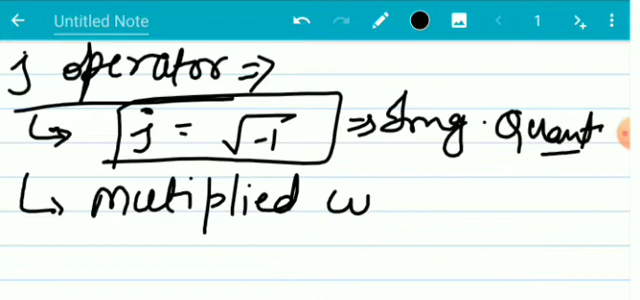 Untitled Note 1
j operator ⇒
↳ j = √-1 ⇒ Img. Quant
↳ multiplied w